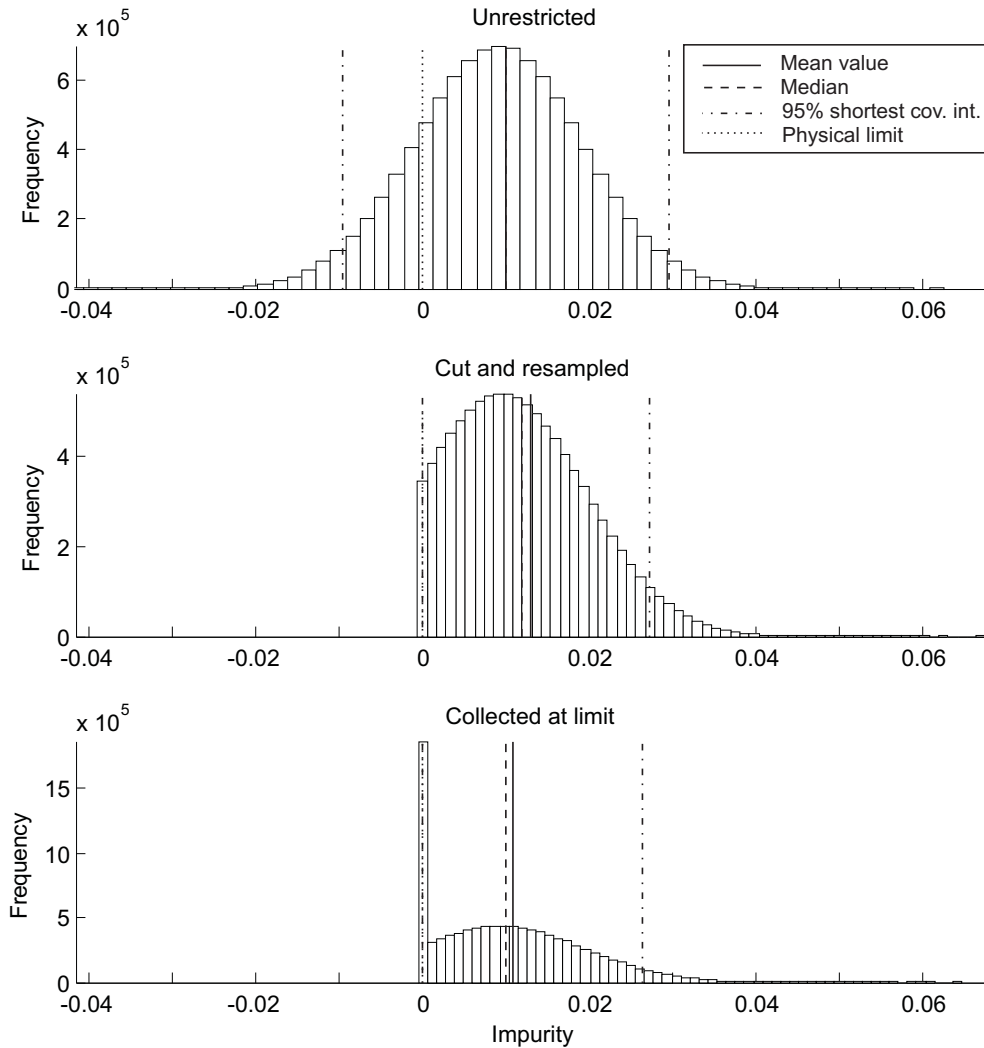 Unrestricted
x 10^5
Frequency
6
4
2
0
-0.04 -0.02 0 0.02 0.04 0.06
Mean value
Median
95% shortest cov. int.
Physical limit
Cut and resampled
x 10^5
Frequency
4
2
0
-0.04 -0.02 0 0.02 0.04 0.06
Collected at limit
x 10^5
Frequency
15
10
5
0
-0.04 -0.02 0 0.02 0.04 0.06
Impurity